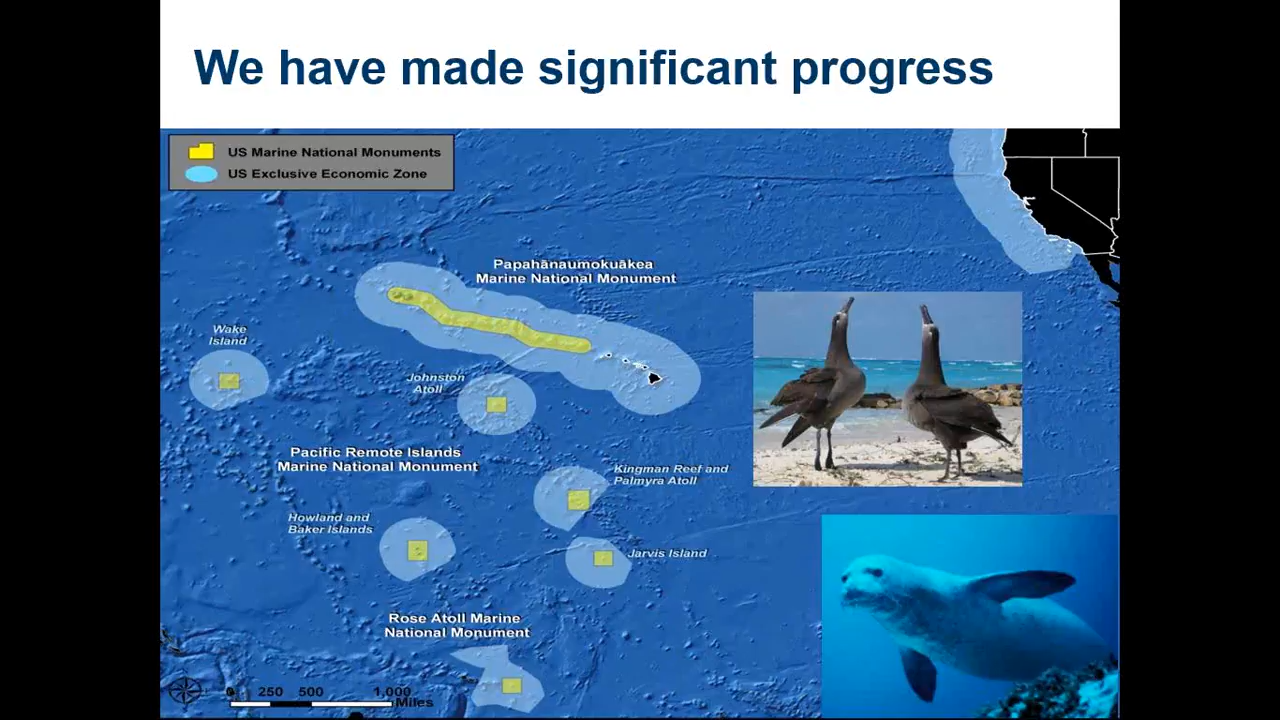 We have made significant progress
US Marine National Monuments
US Exclusive Economic Zone
Papahānaumokuākea
Marine National Monument
Wake
Island
Johnston
Atoll
Pacific Remote Islands
Marine National Monument
Kingman Reef and
Palmyra Atoll
Howland and
Baker Islands
Jarvis Island
Rose Atoll Marine
National Monument
0 250 500 1,000
Miles